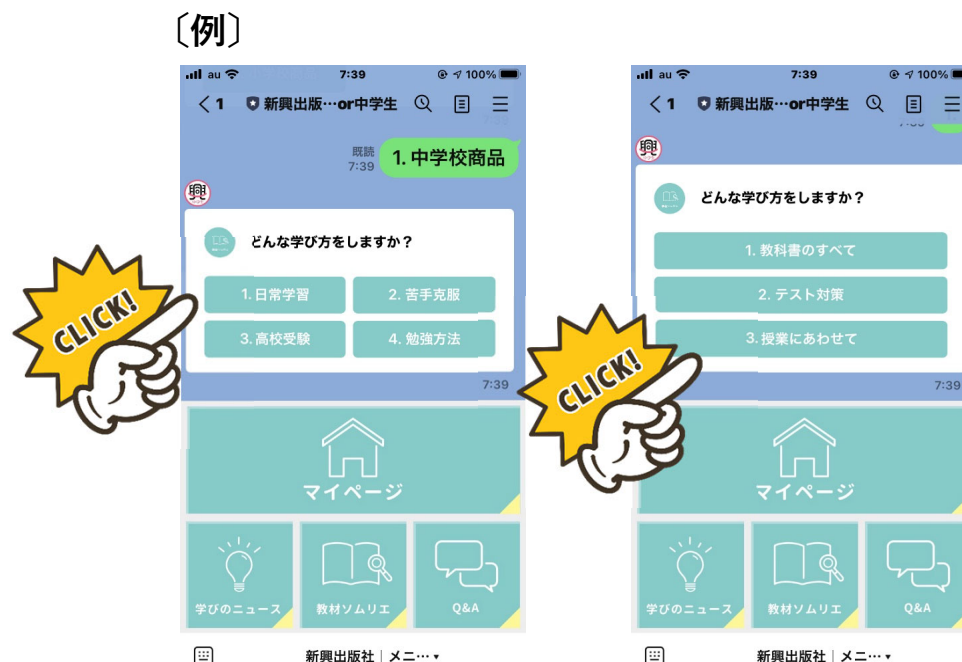 〔例〕
au 7:39 100%
1 新興出版…or中学生
既読
7:39
1. 中学校商品
興
どんな学び方をしますか?
1. 日常学習
2. 苦手克服
3. 高校受験
4. 勉強方法
7:39
CLICK!
マイページ
学びのニュース
教材ソムリエ
Q&A
新興出版社｜メニ…▾
au 7:39 100%
1 新興出版…or中学生
興
どんな学び方をしますか?
1. 教科書のすべて
2. テスト対策
3. 授業にあわせて
7:39
CLICK!
マイページ
学びのニュース
教材ソムリエ
Q&A
新興出版社｜メニ…▾